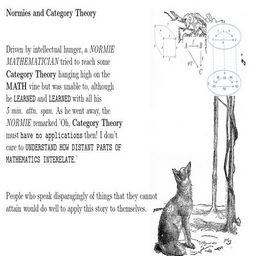 Normies and Category Theory
Driven by intellectual hunger, a NORMIE
MATHEMATICIAN tried to reach some
Category Theory hanging high on the
MATH vine but was unable to, although
he LEARNED and LEARNED with all his
5 min. attn. span. As he went away, the
NORMIE remarked 'Oh, Category Theory
must have no applications then! I don't
care to UNDERSTAND HOW DISTANT PARTS OF
MATHEMATICS INTERELATE.'
People who speak disparagingly of things that they cannot
attain would do well to apply this story to themselves.